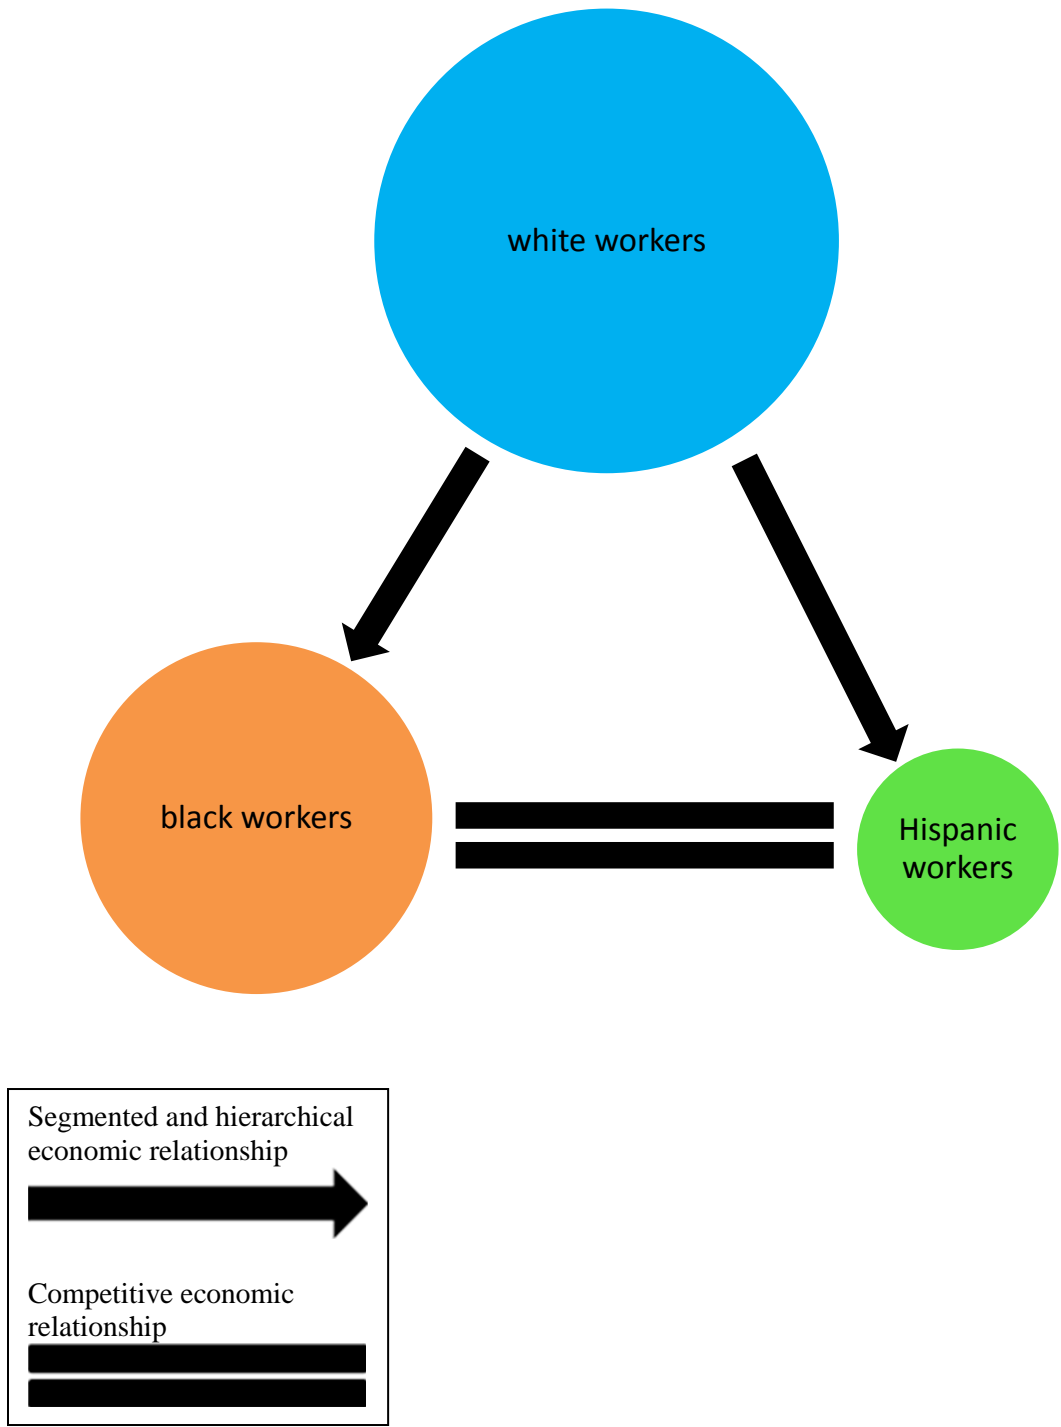 white workers
black workers
Hispanic
workers
Segmented and hierarchical
economic relationship
Competitive economic
relationship